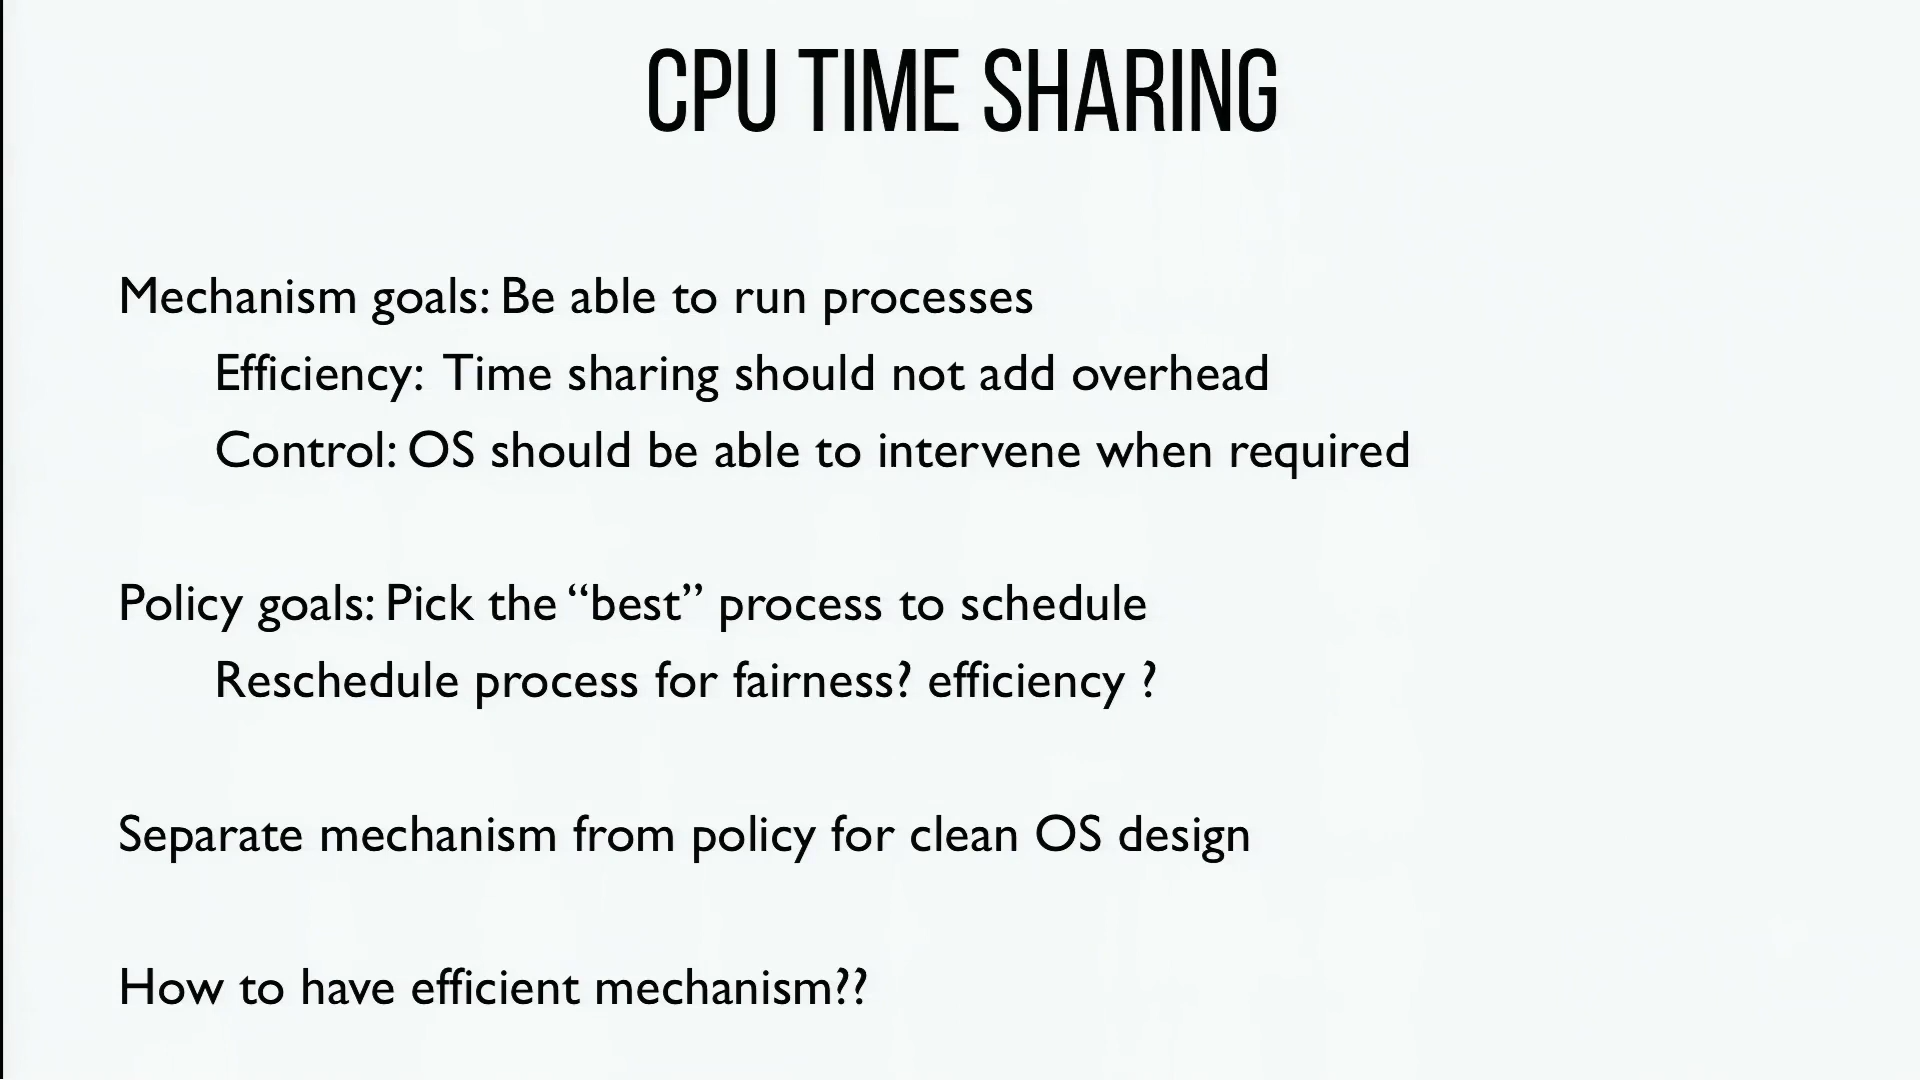 CPU TIME SHARING
Mechanism goals: Be able to run processes
Efficiency: Time sharing should not add overhead
Control: OS should be able to intervene when required
Policy goals: Pick the “best” process to schedule
Reschedule process for fairness? efficiency ?
Separate mechanism from policy for clean OS design
How to have efficient mechanism??